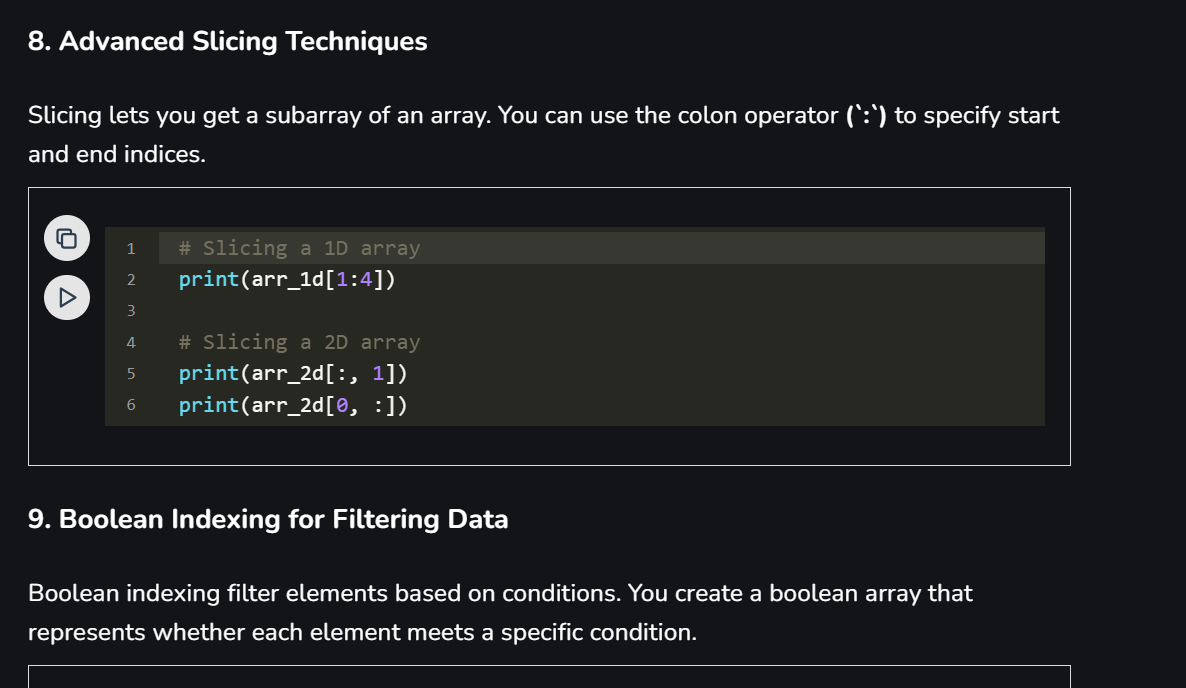 8. Advanced Slicing Techniques
Slicing lets you get a subarray of an array. You can use the colon operator (`:`) to specify start
and end indices.
1 # Slicing a 1D array
2 print(arr_1d[1:4])
3
4 # Slicing a 2D array
5 print(arr_2d[:, 1])
6 print(arr_2d[0, :])
9. Boolean Indexing for Filtering Data
Boolean indexing filter elements based on conditions. You create a boolean array that
represents whether each element meets a specific condition.